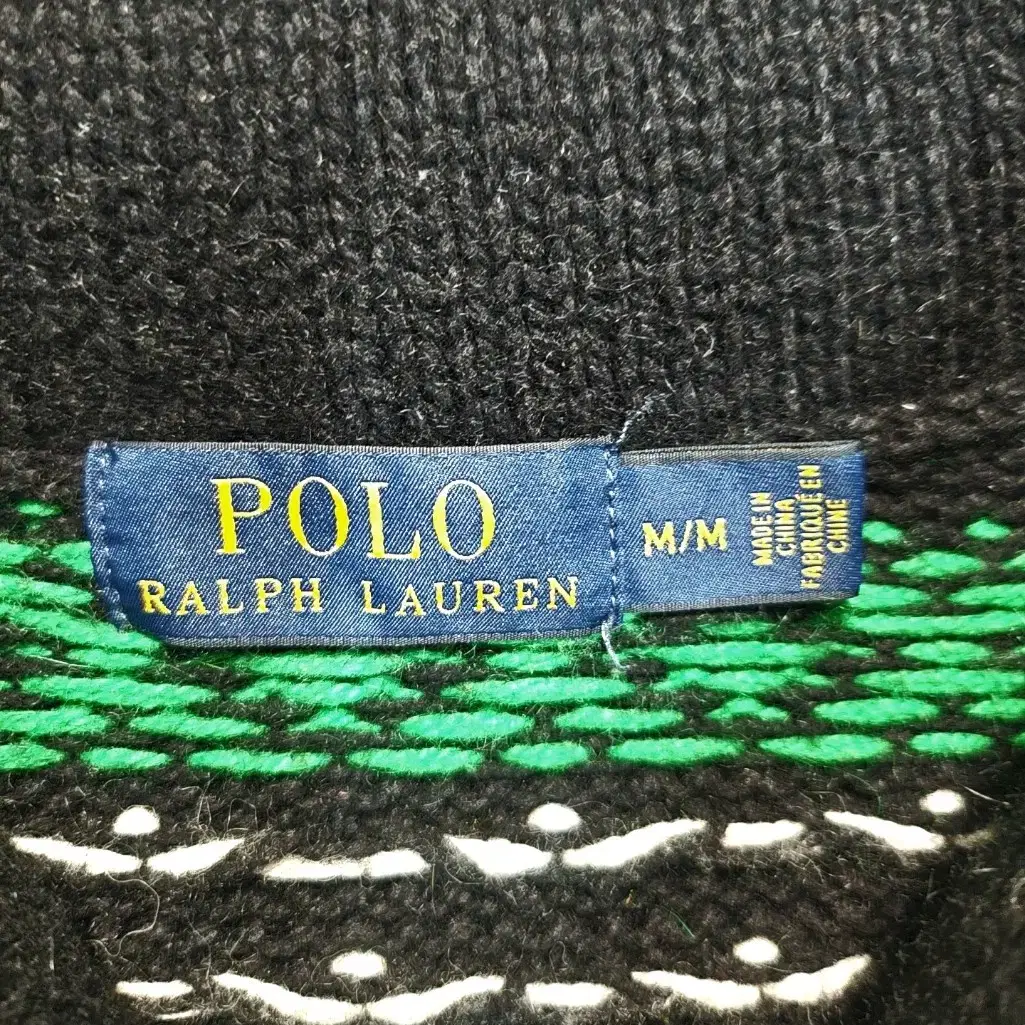 POLO
RALPH LAUREN
M/M
MADE IN
CHINA
FABRIQUÉ EN
CHINE